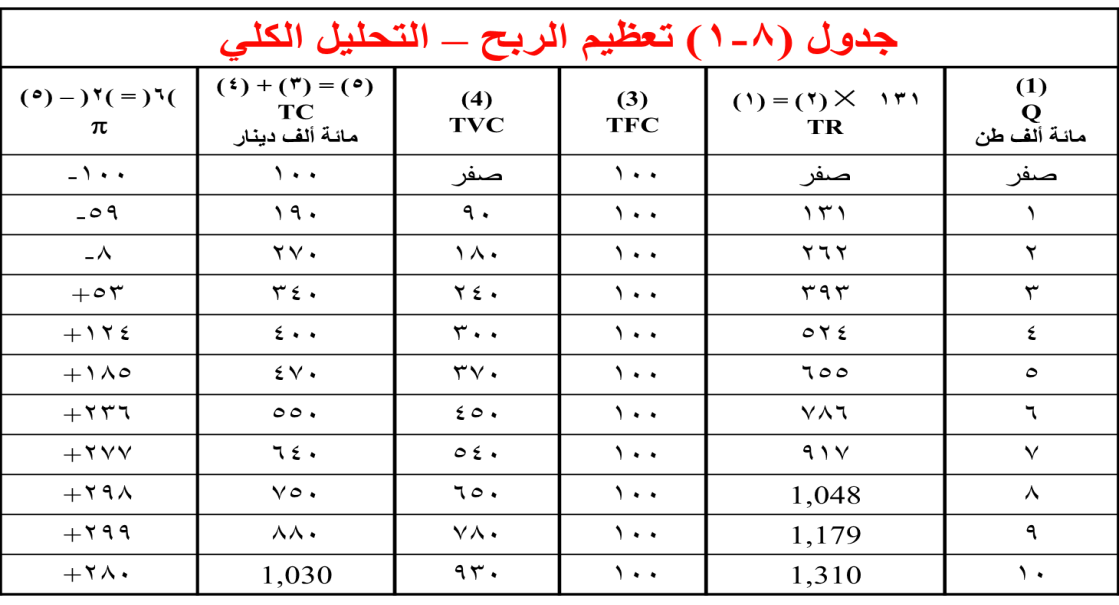 جدول (٨-١) تعظيم الربح – التحليل الكلي
(1)
Q
مائة ألف طن
١٣١ × (٢) = (١)
TR
(3)
TFC
(4)
TVC
(٥) = (٣) + (٤)
TC
مائة ألف دينار
)٦( = )٢( – (٥)
π
صفر صفر ١٠٠ صفر ١٠٠ -١٠٠
١ ١٣١ ١٠٠ ٩٠ ١٩٠ -٥٩
٢ ٢٦٢ ١٠٠ ١٨٠ ٢٧٠ -٨
٣ ٣٩٣ ١٠٠ ٢٤٠ ٣٤٠ +٥٣
٤ ٥٢٤ ١٠٠ ٣٠٠ ٤٠٠ +١٢٤
٥ ٦٥٥ ١٠٠ ٣٧٠ ٤٧٠ +١٨٥
٦ ٧٨٦ ١٠٠ ٤٥٠ ٥٥٠ +٢٣٦
٧ ٩١٧ ١٠٠ ٥٤٠ ٦٤٠ +٢٧٧
٨ 1,048 ١٠٠ ٦٥٠ ٧٥٠ +٢٩٨
٩ 1,179 ١٠٠ ٧٨٠ ٨٨٠ +٢٩٩
١٠ 1,310 ١٠٠ ٩٣٠ 1,030 +٢٨٠